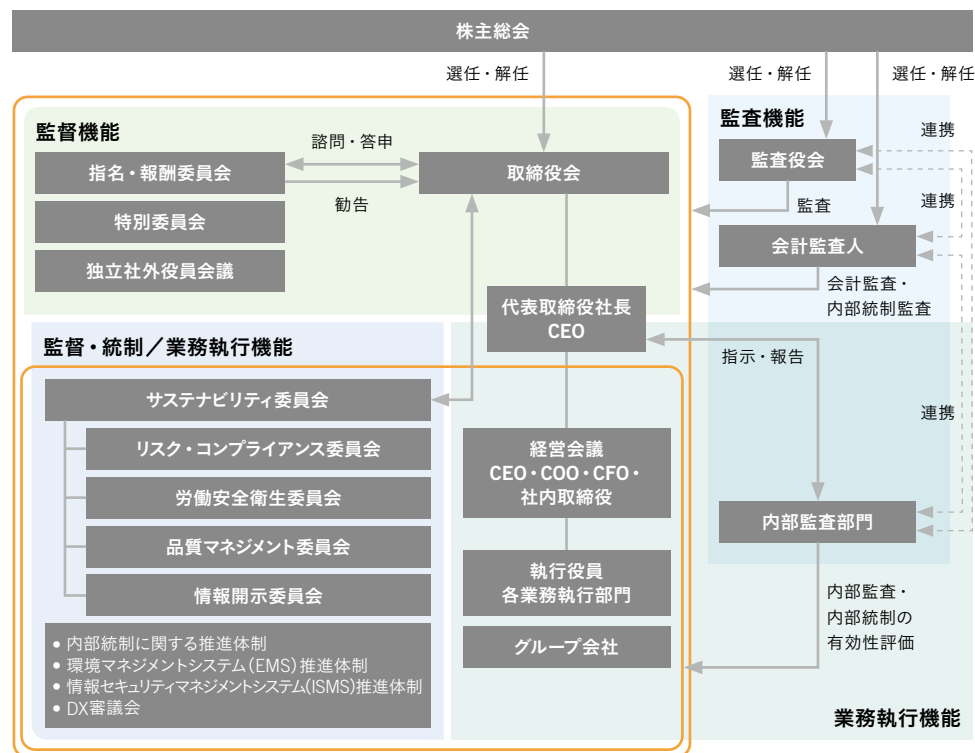 株主総会
選任・解任
選任・解任
選任・解任
監督機能
諮問・答申
指名・報酬委員会
取締役会
勧告
特別委員会
独立社外役員会議
監査機能
連携
監査役会
監査
連携
会計監査人
会計監査・
内部統制監査
代表取締役社長
CEO
指示・報告
連携
監督・統制／業務執行機能
サステナビリティ委員会
リスク・コンプライアンス委員会
労働安全衛生委員会
品質マネジメント委員会
情報開示委員会
• 内部統制に関する推進体制
• 環境マネジメントシステム（EMS）推進体制
• 情報セキュリティマネジメントシステム(ISMS)推進体制
• DX審議会
経営会議
CEO・COO・CFO・
社内取締役
執行役員
各業務執行部門
グループ会社
内部監査部門
内部監査・
内部統制の
有効性評価
業務執行機能